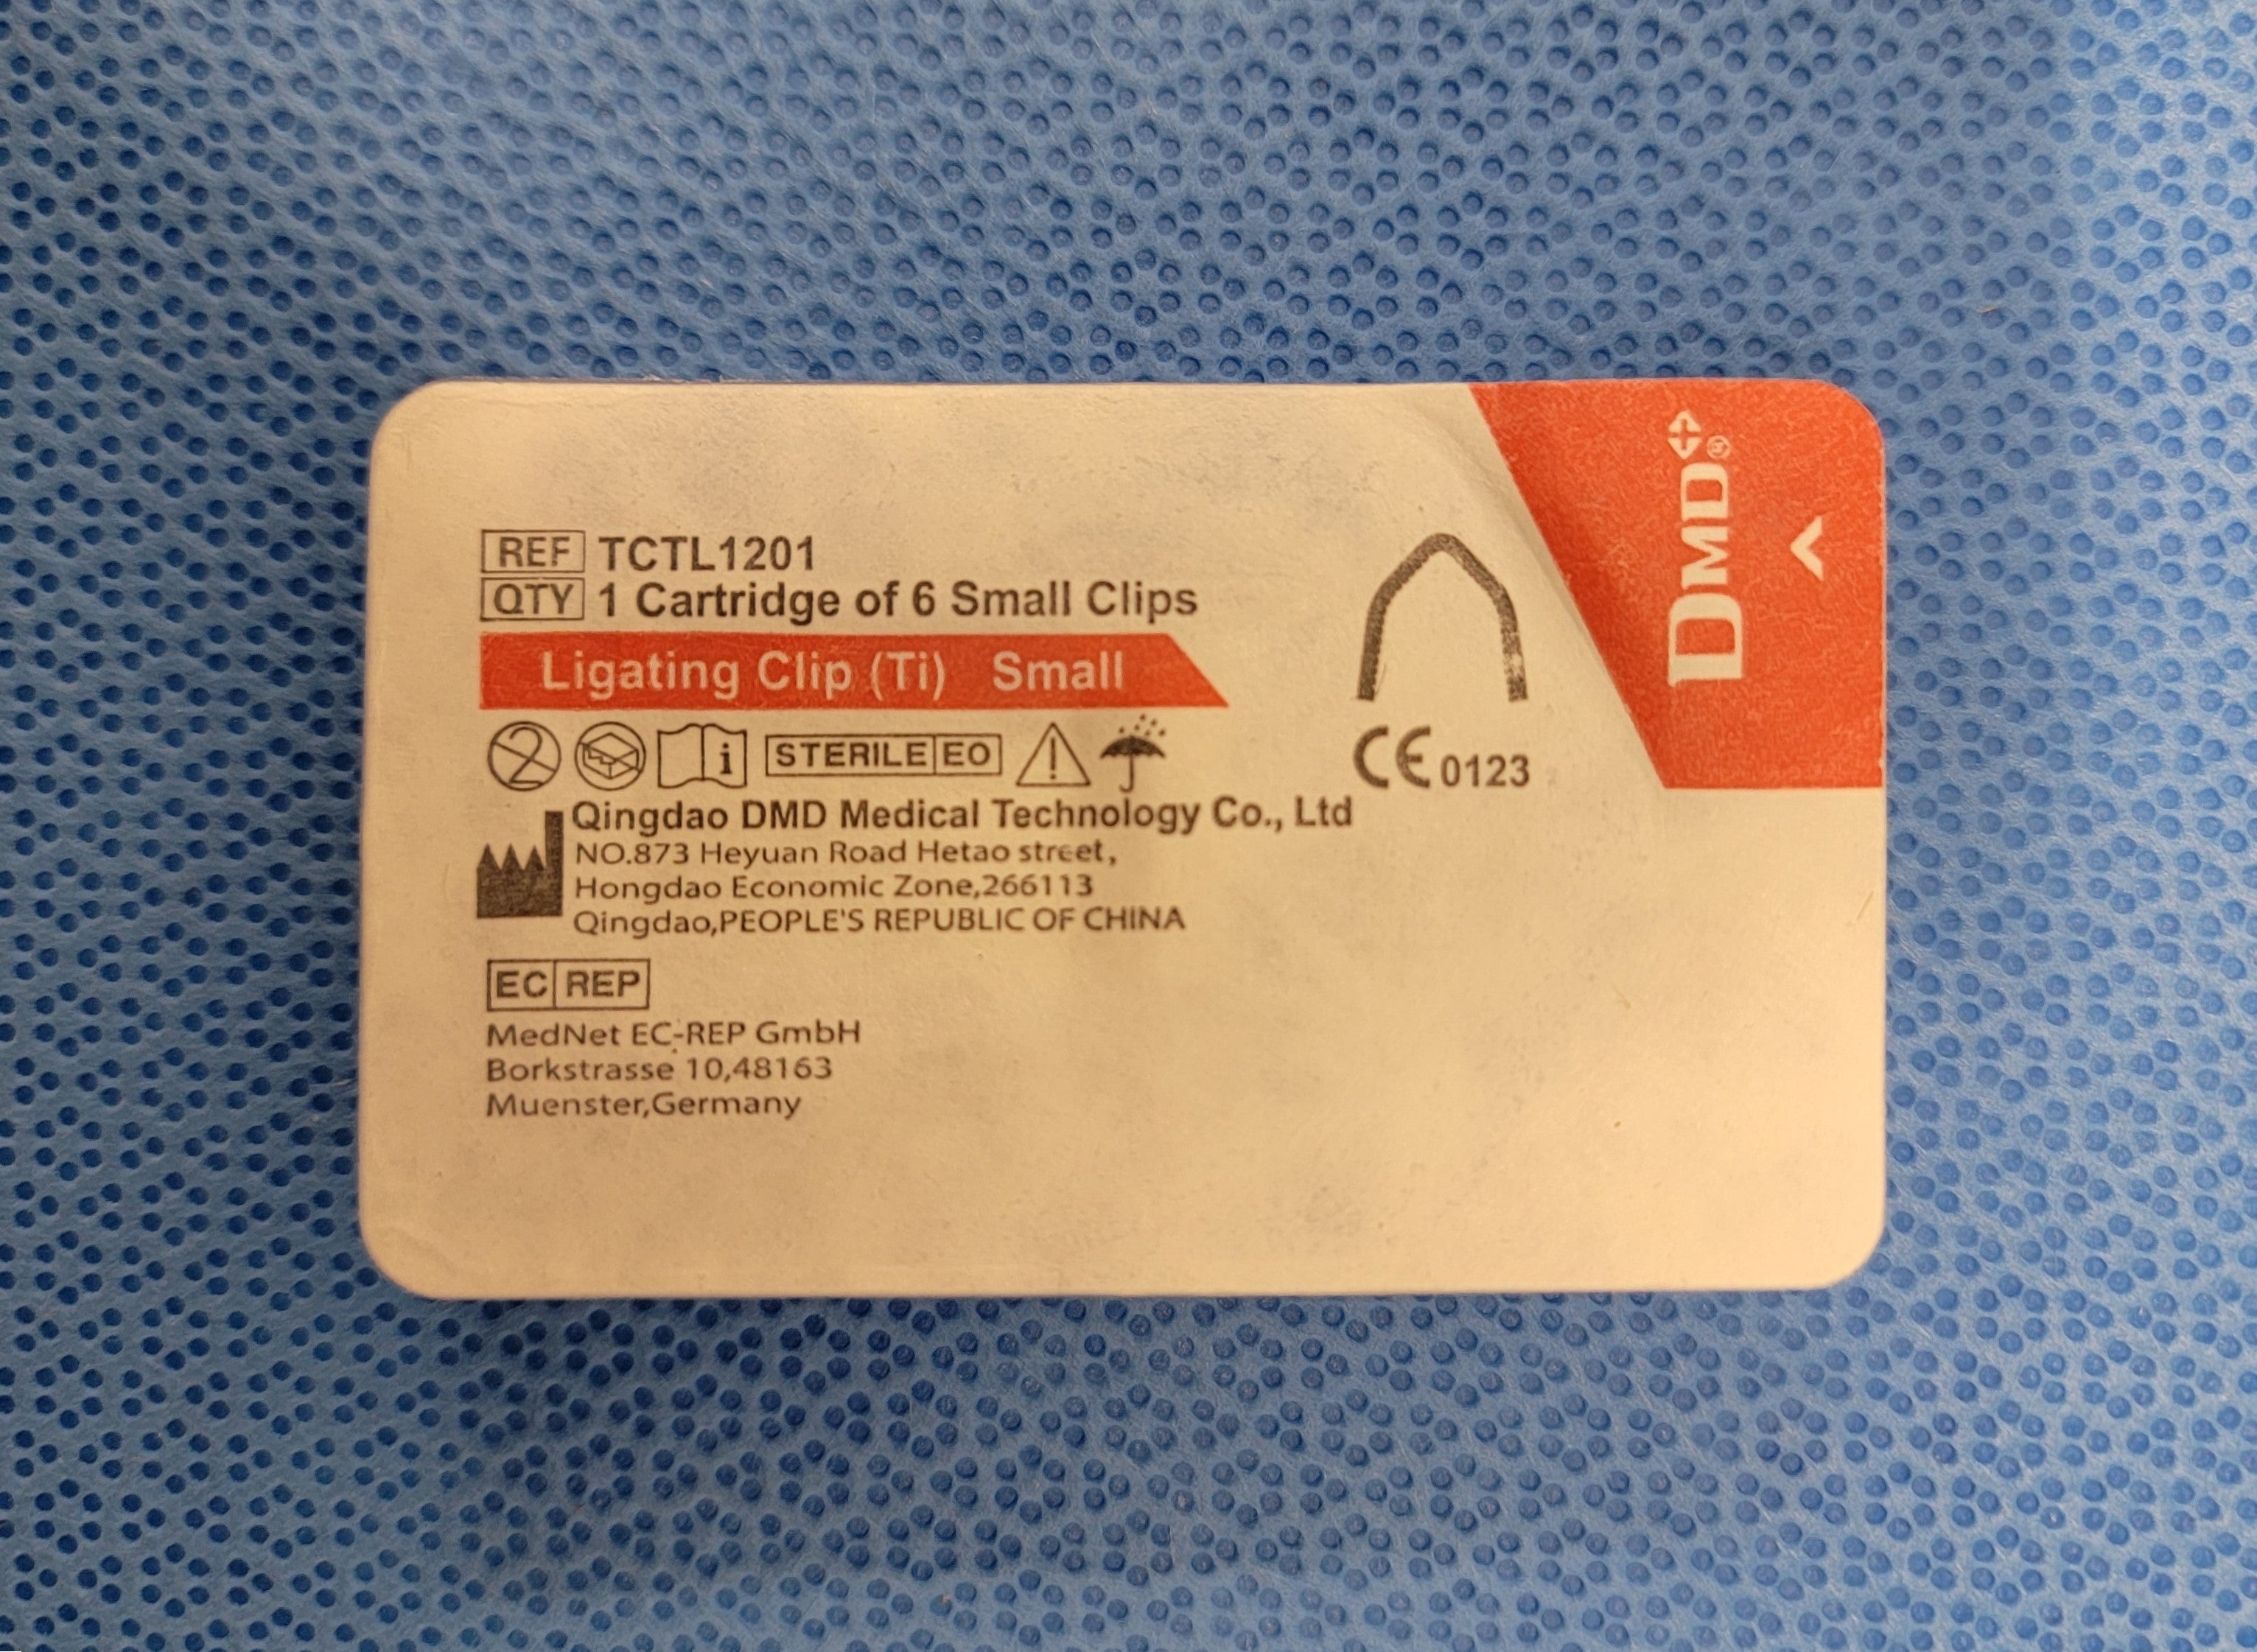 REF TCTL1201
QTY 1 Cartridge of 6 Small Clips
Ligating Clip (Ti) Small
2 i STERILE EO !
CE 0123
DMD ®
Qingdao DMD Medical Technology Co., Ltd
NO.873 Heyuan Road Hetao street,
Hongdao Economic Zone,266113
Qingdao,PEOPLE'S REPUBLIC OF CHINA
EC REP
MedNet EC-REP GmbH
Borkstrasse 10,48163
Muenster,Germany